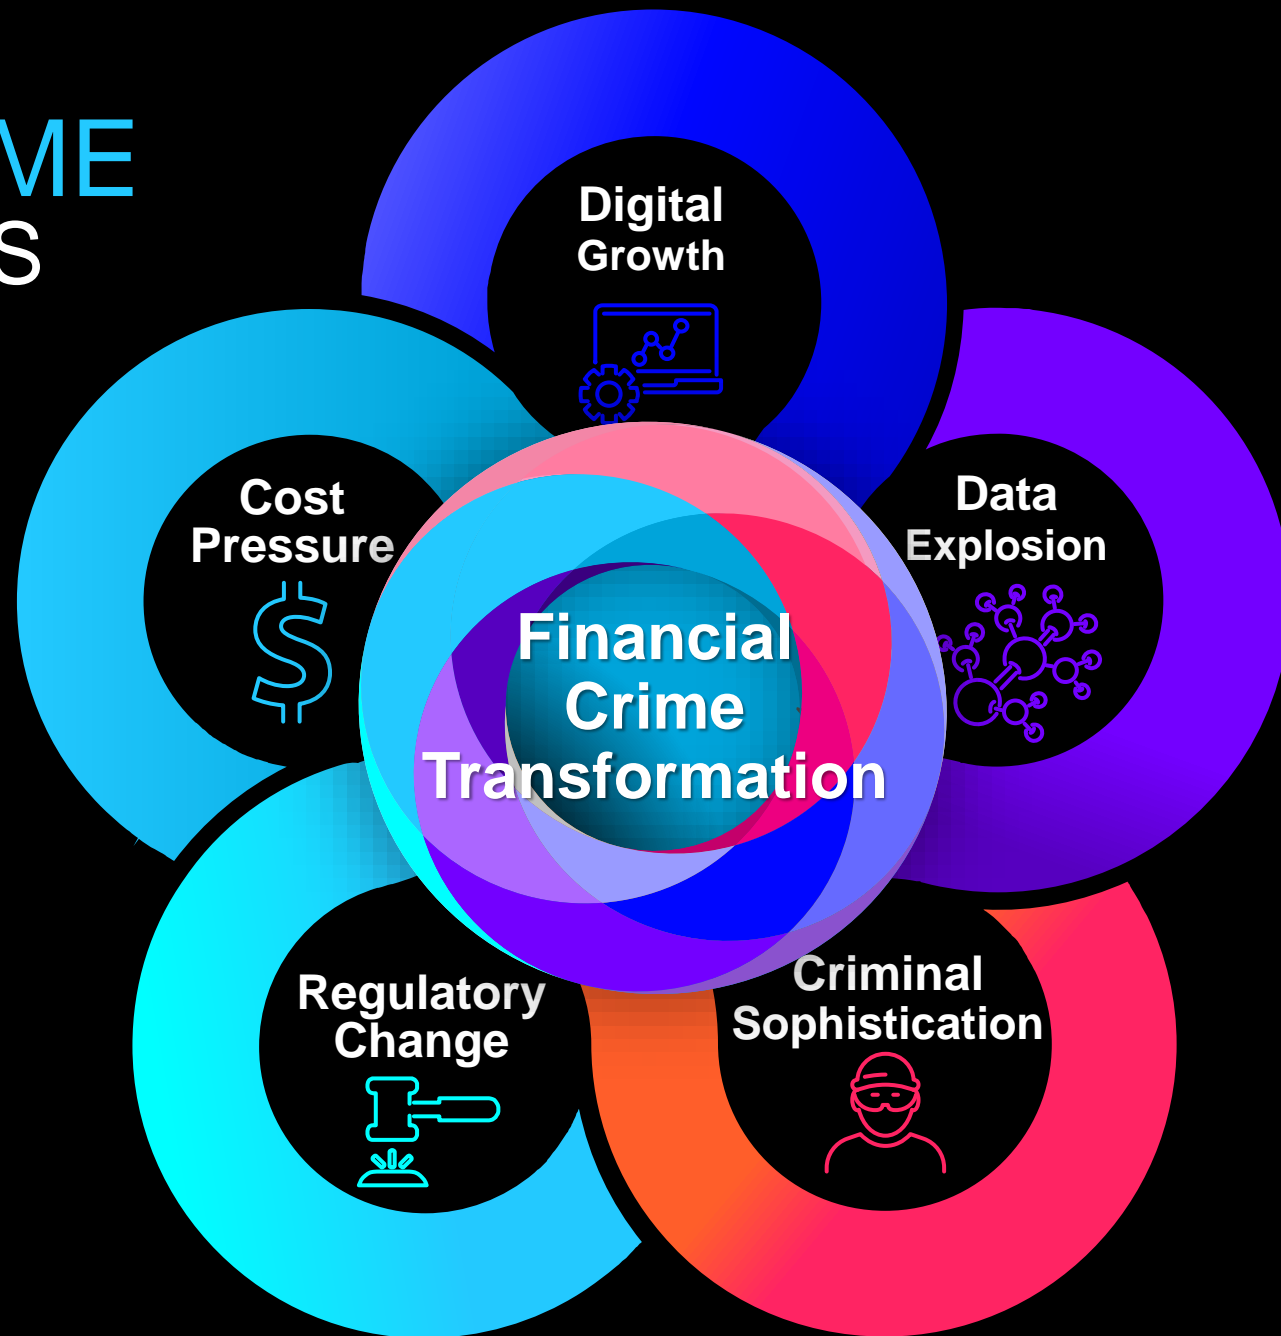 ME
S
Digital
Growth
Cost
Pressure
Data
Explosion
Financial
Crime
Transformation
Regulatory
Change
Criminal
Sophistication